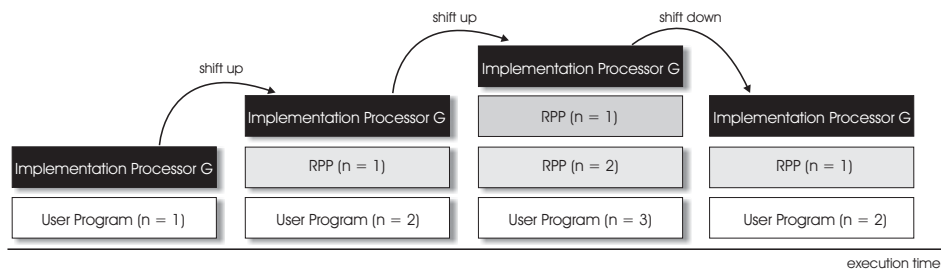 shift up
shift down
shift up
Implementation Processor G
Implementation Processor G
RPP (n = 1)
Implementation Processor G
Implementation Processor G
RPP (n = 1)
RPP (n = 2)
RPP (n = 1)
User Program (n = 1)
User Program (n = 2)
User Program (n = 3)
User Program (n = 2)
execution time